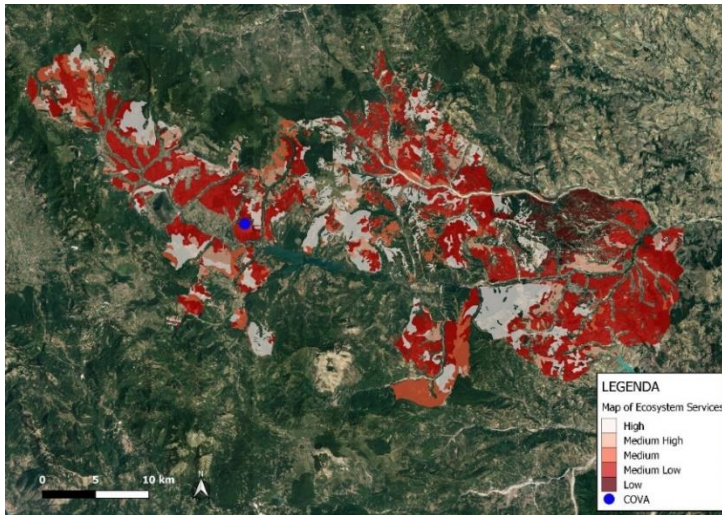 LEGENDA
Map of Ecosystem Services
High
Medium High
Medium
Medium Low
Low
COVA
0 5 10 km
N